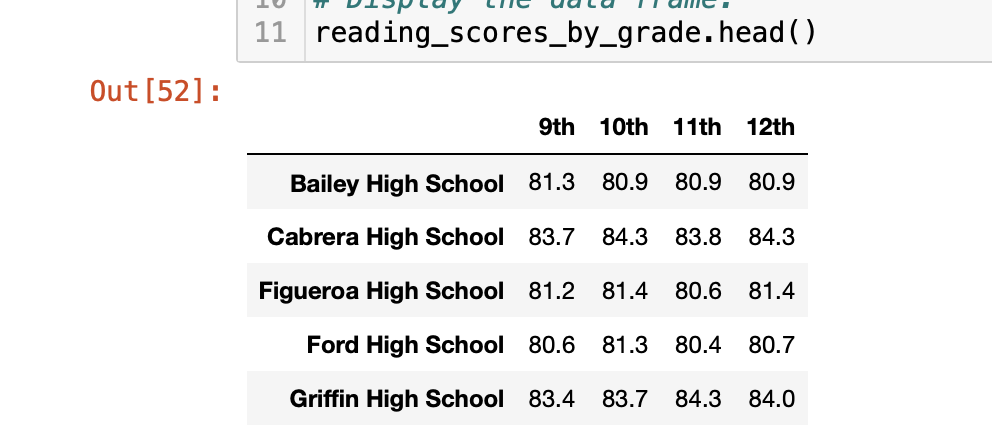 10 # Display the data frame.
11 reading_scores_by_grade.head()
Out[52]:
9th 10th 11th 12th
Bailey High School 81.3 80.9 80.9 80.9
Cabrera High School 83.7 84.3 83.8 84.3
Figueroa High School 81.2 81.4 80.6 81.4
Ford High School 80.6 81.3 80.4 80.7
Griffin High School 83.4 83.7 84.3 84.0